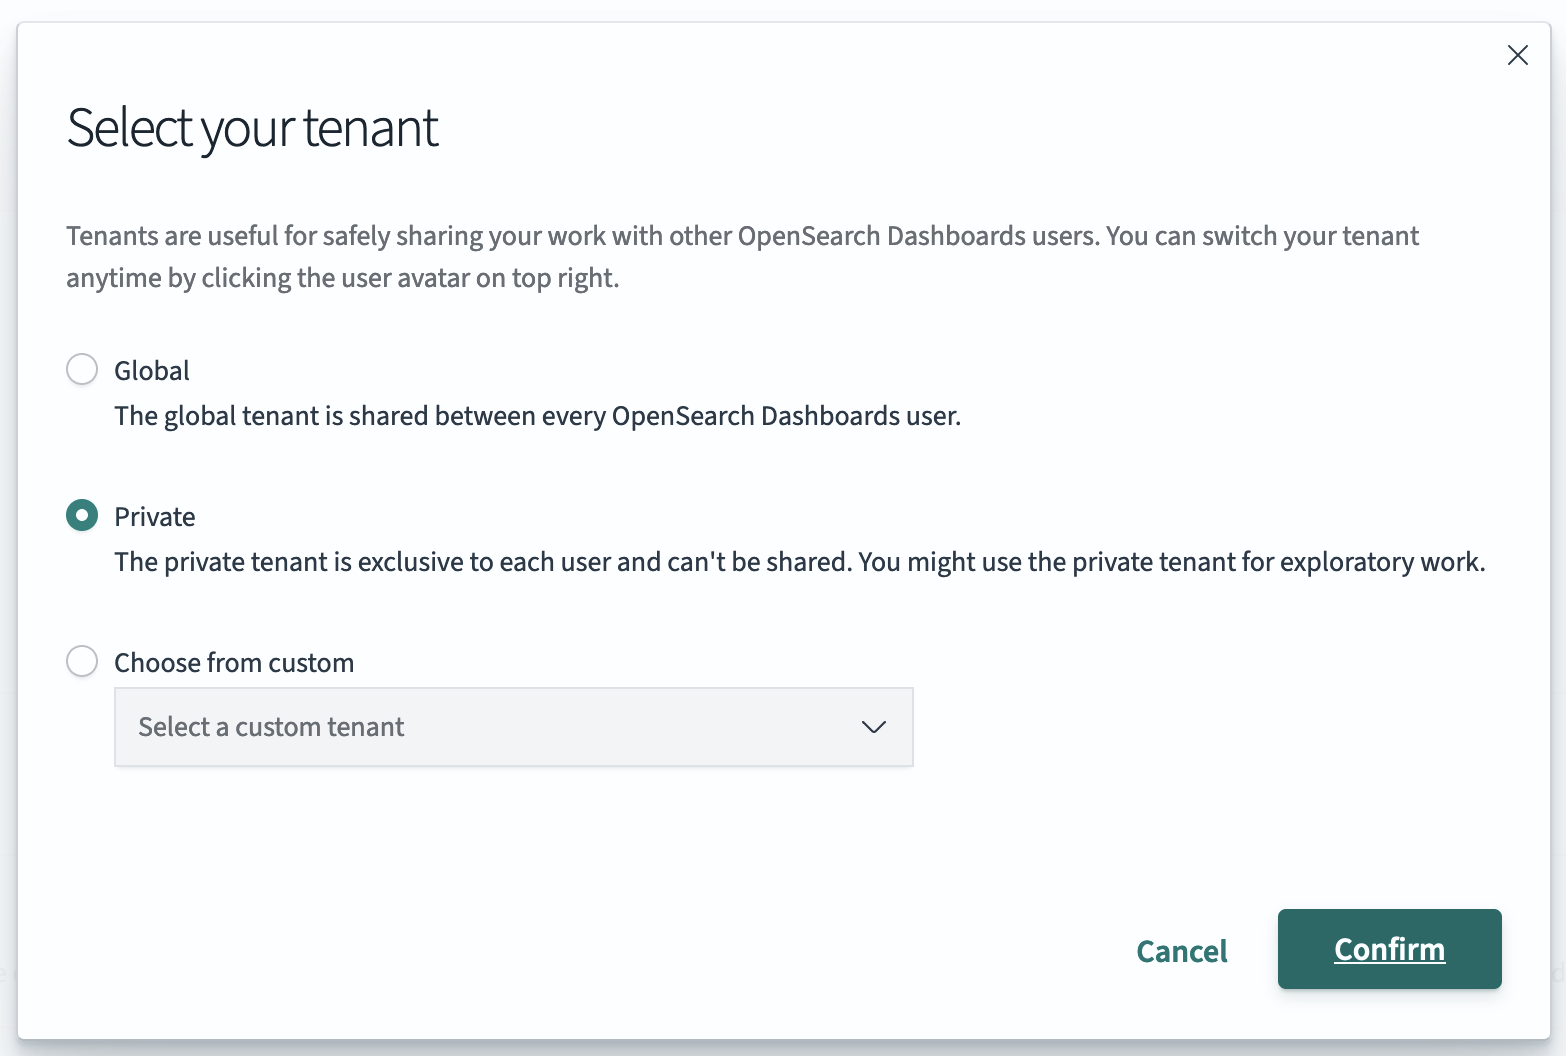 Select your tenant
Tenants are useful for safely sharing your work with other OpenSearch Dashboards users. You can switch your tenant
anytime by clicking the user avatar on top right.
Global
The global tenant is shared between every OpenSearch Dashboards user.
Private
The private tenant is exclusive to each user and can't be shared. You might use the private tenant for exploratory work.
Choose from custom
Select a custom tenant
Cancel
Confirm